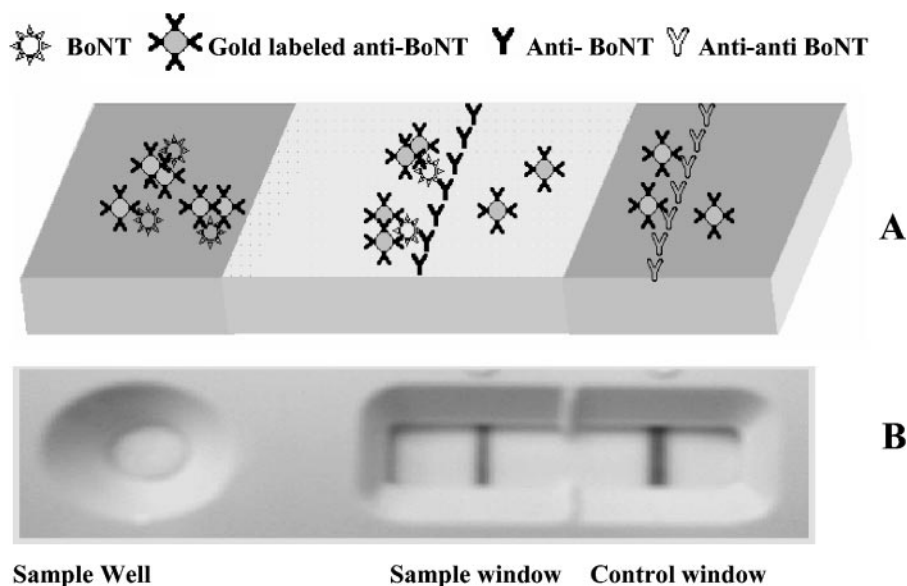 BoNT Gold labeled anti-BoNT Anti- BoNT Anti-anti BoNT
A
B
Sample Well Sample window Control window